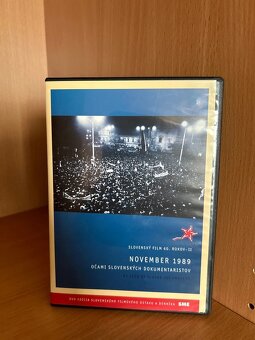 SLOVENSKÝ FILM 60. ROKOV-II
NOVEMBER 1989
OČAMI SLOVENSKÝCH DOKUMENTARISTOV
DVD EDÍCIA SLOVENSKÉHO FILMOVÉHO ÚSTAVU A DENNÍKA SME